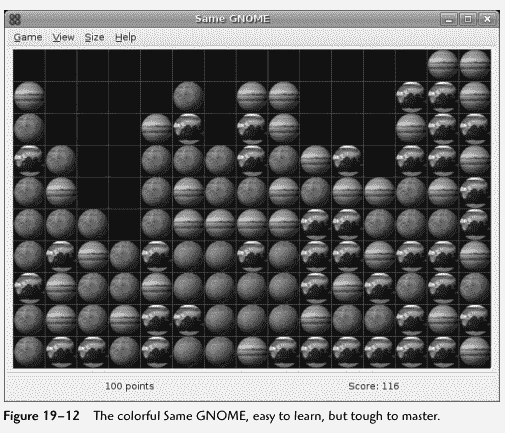 Same GNOME
Game View Size Help
100 points Score: 116
Figure 19–12 The colorful Same GNOME, easy to learn, but tough to master.